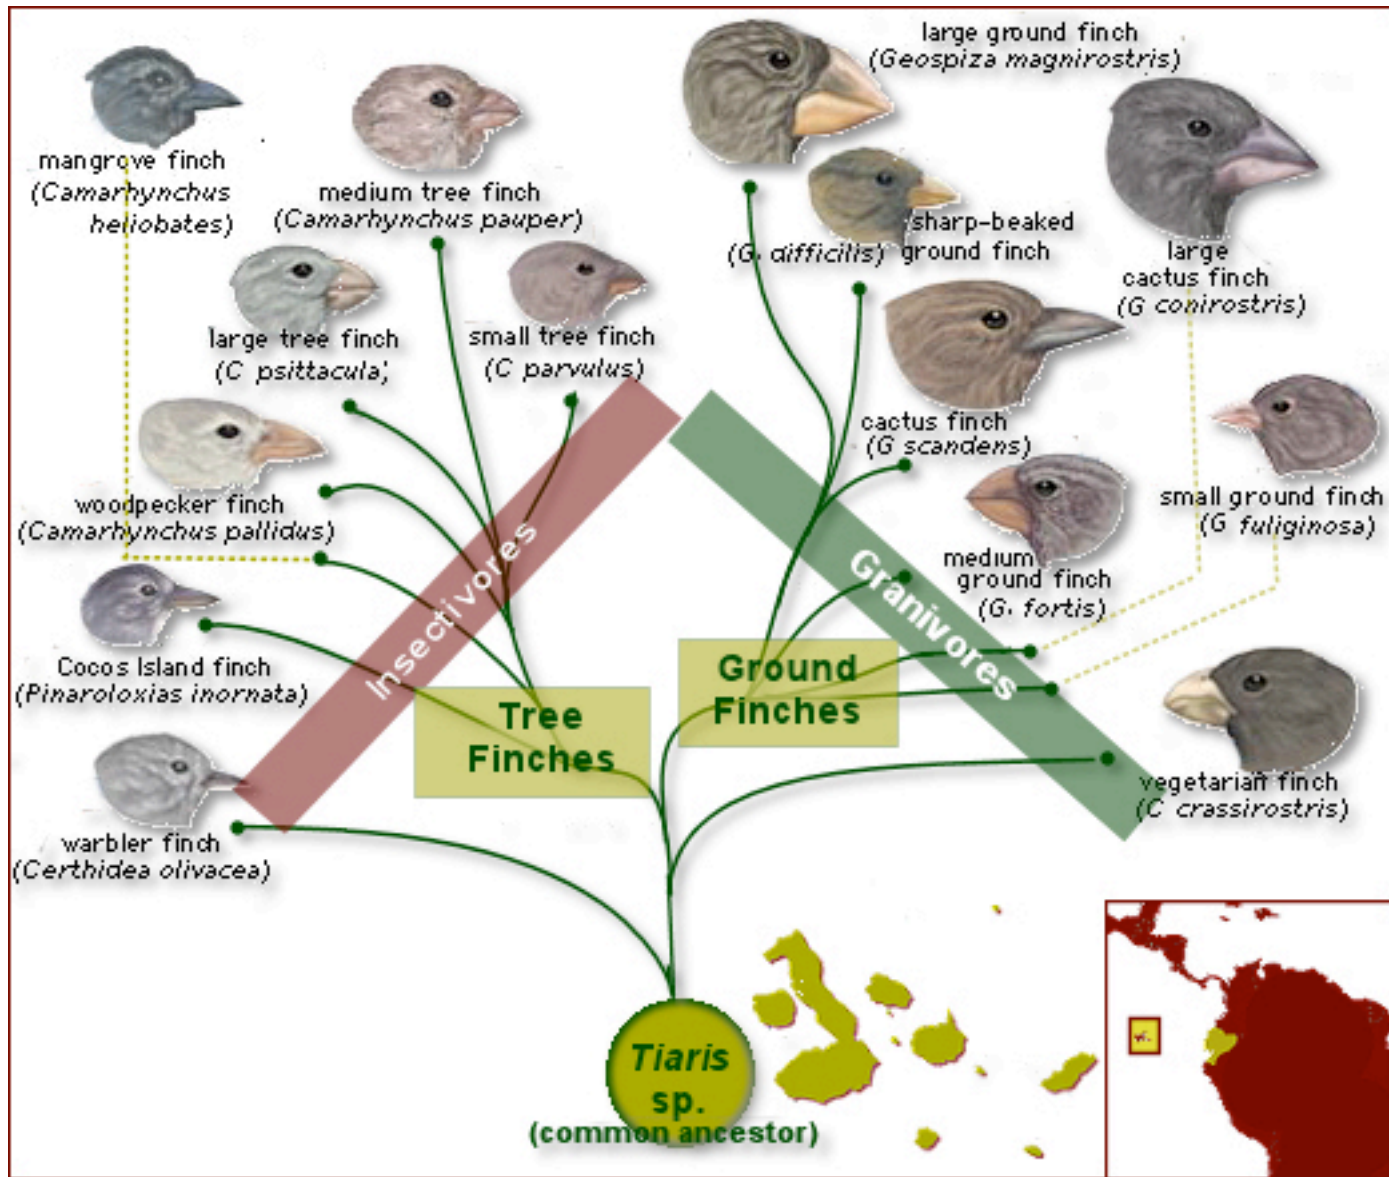 mangrove finch
(Camarhynchus
heliobates)
medium tree finch
(Camarhynchus pauper)
large tree finch
(C psittacula)
small tree finch
(C parvulus)
woodpecker finch
(Camarhynchus pallidus)
Cocos Island finch
(Pinaroloxias inornata)
warbler finch
(Certhidea olivacea)
Insectivores
Tree
Finches
large ground finch
(Geospiza magnirostris)
sharp-beaked
(G. difficilis) ground finch
large
cactus finch
(G conirostris)
cactus finch
(G scandens)
small ground finch
(G fuliginosa)
medium
ground finch
(G. fortis)
Granivores
Ground
Finches
vegetarian finch
(C crassirostris)
Tiaris
sp.
(common ancestor)